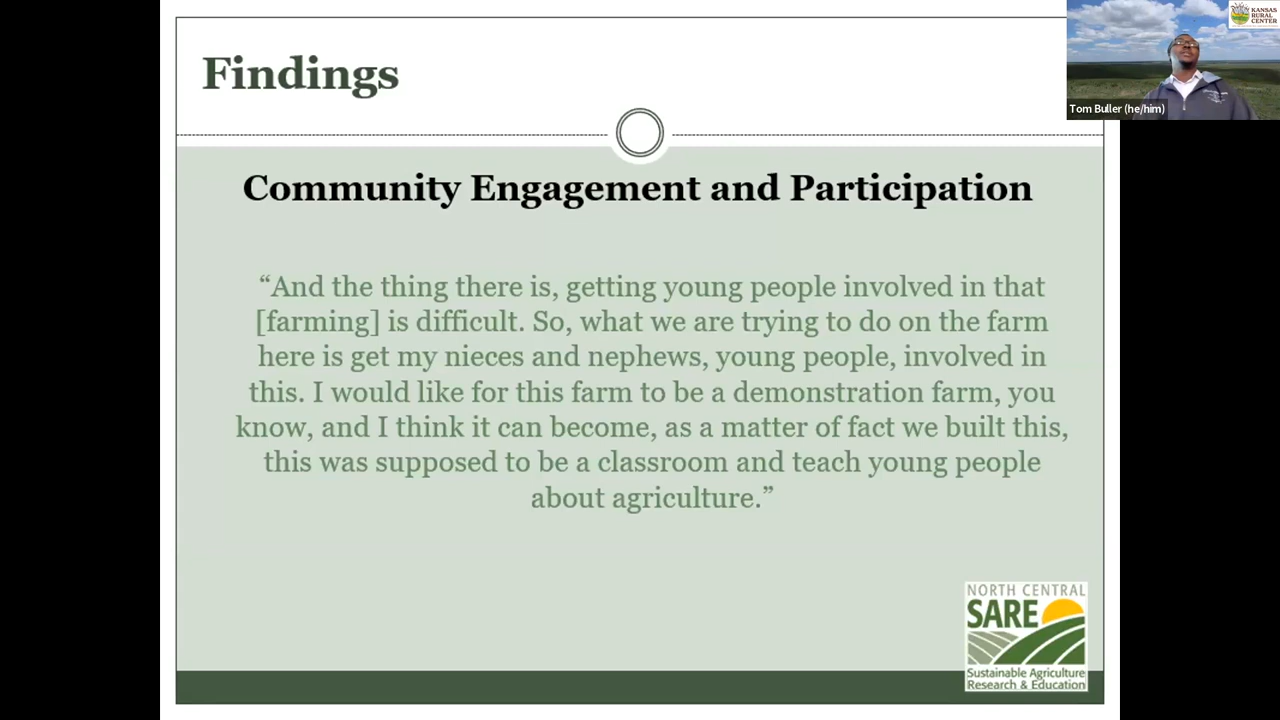 Findings
Community Engagement and Participation
“And the thing there is, getting young people involved in that
[farming] is difficult. So, what we are trying to do on the farm
here is get my nieces and nephews, young people, involved in
this. I would like for this farm to be a demonstration farm, you
know, and I think it can become, as a matter of fact we built this,
this was supposed to be a classroom and teach young people
about agriculture.”
NORTH CENTRAL
SARE
Sustainable Agriculture
Research & Education
KANSAS
RURAL
CENTER
Tom Buller (he/him)